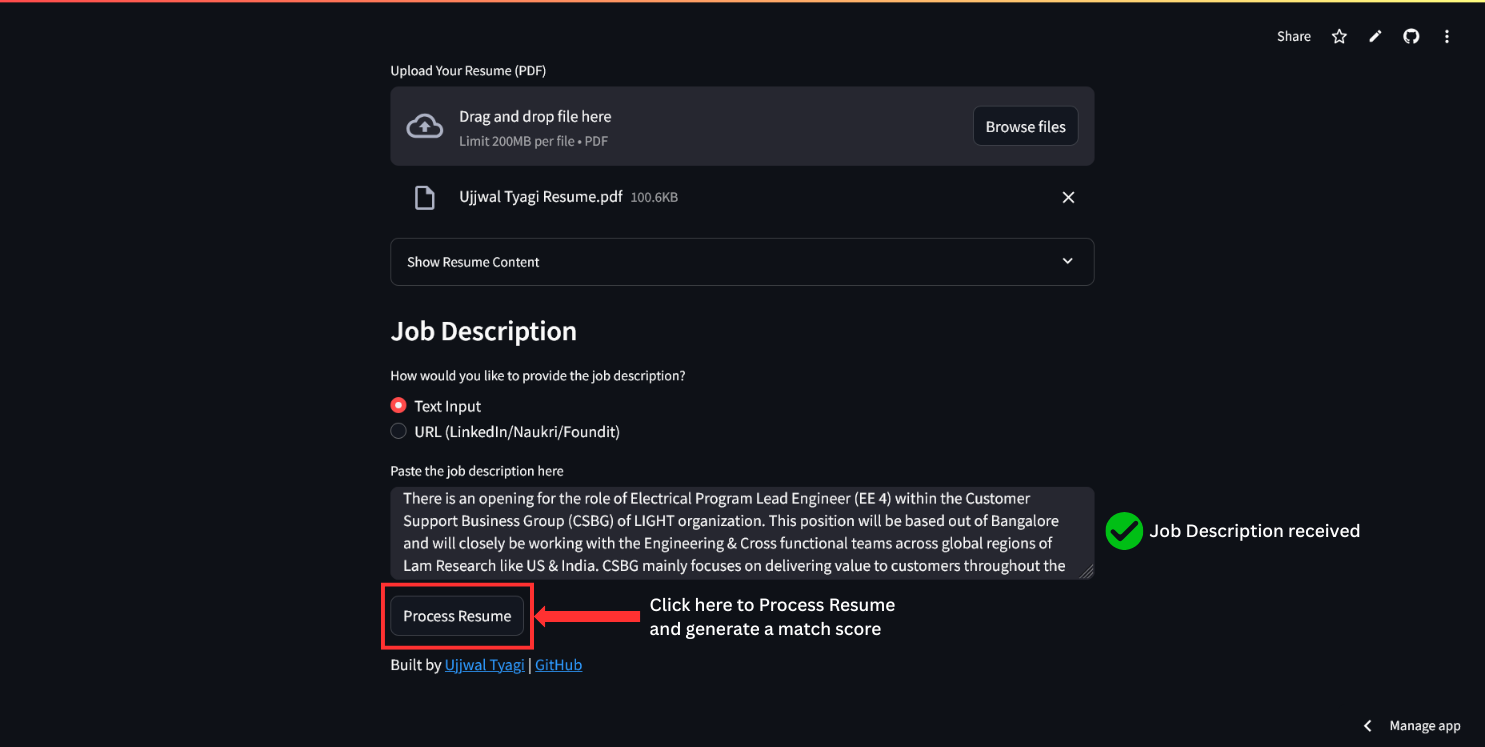 Share
Upload Your Resume (PDF)
Drag and drop file here
Limit 200MB per file • PDF
Browse files
Ujjwal Tyagi Resume.pdf 100.6KB
Show Resume Content
Job Description
How would you like to provide the job description?
Text Input
URL (LinkedIn/Naukri/Foundit)
Paste the job description here
There is an opening for the role of Electrical Program Lead Engineer (EE 4) within the Customer
Support Business Group (CSBG) of LIGHT organization. This position will be based out of Bangalore
and will closely be working with the Engineering & Cross functional teams across global regions of
Lam Research like US & India. CSBG mainly focuses on delivering value to customers throughout the
Job Description received
Process Resume
Click here to Process Resume
and generate a match score
Built by Ujjwal Tyagi | GitHub
Manage app